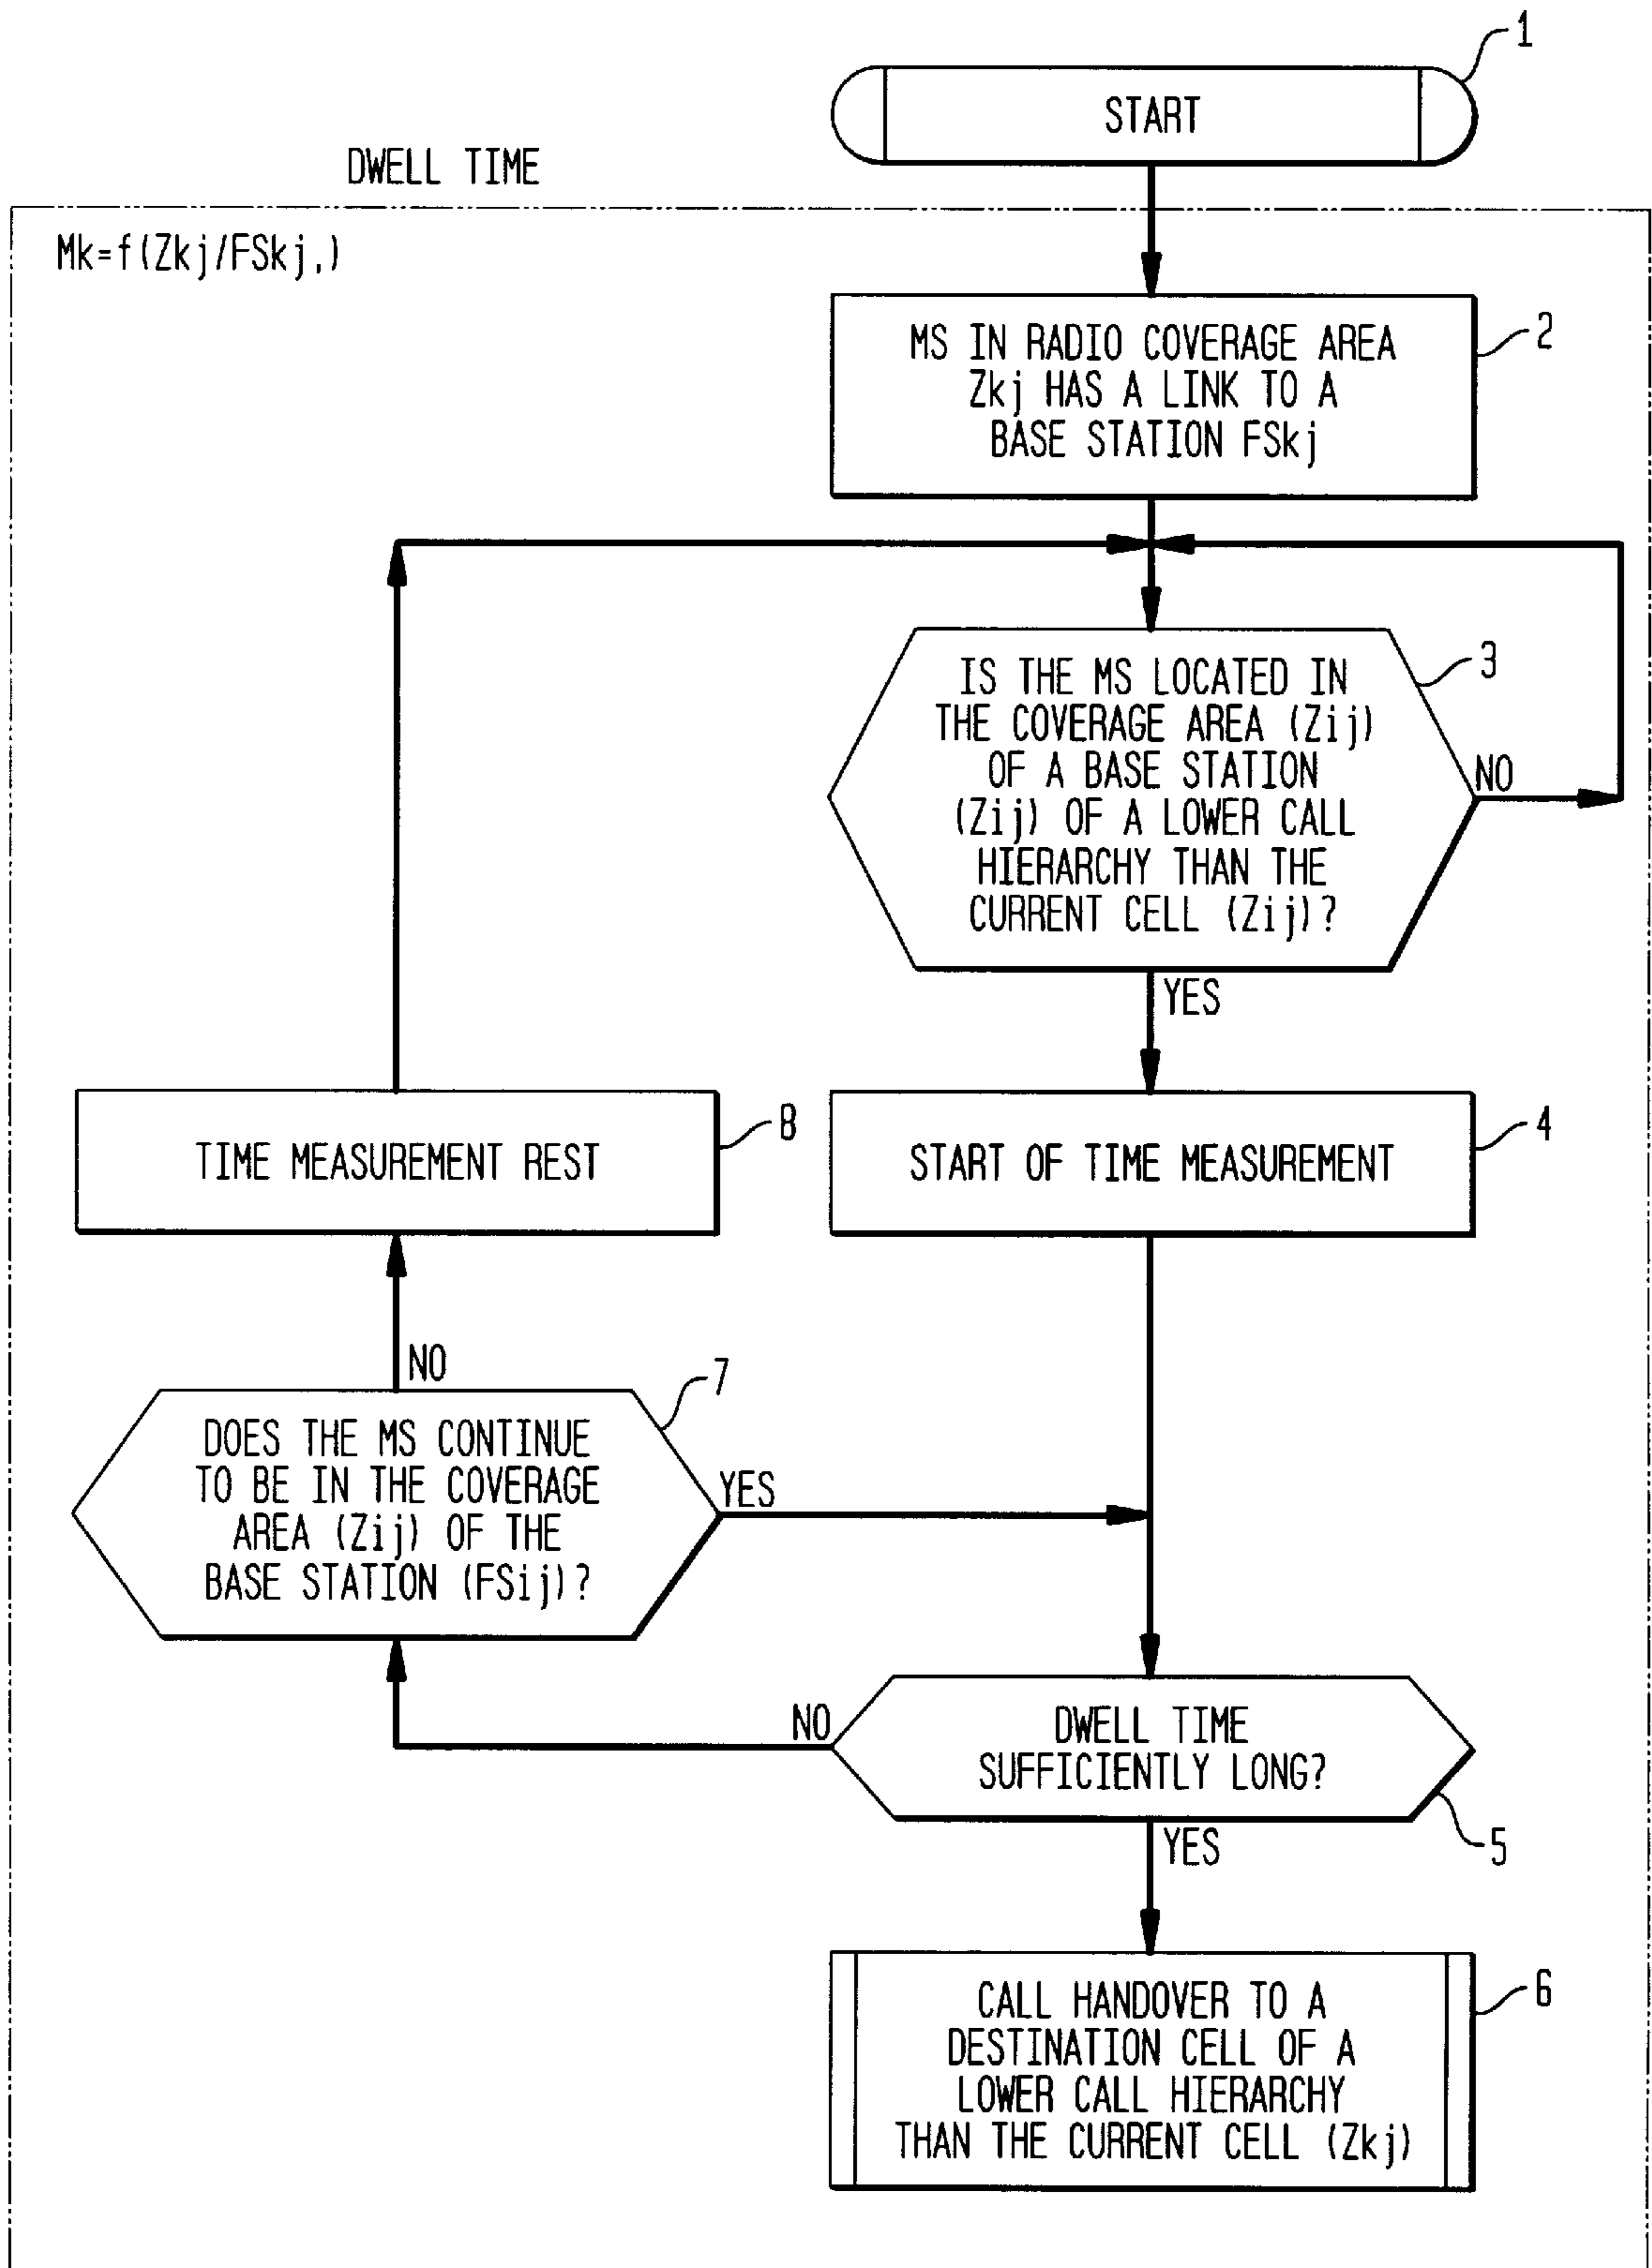 1
START
DWELL TIME
Mk=f(Zkj/FSkj,)
MS IN RADIO COVERAGE AREA
Zkj HAS A LINK TO A
BASE STATION FSkj
2
IS THE MS LOCATED IN
THE COVERAGE AREA (Zij)
OF A BASE STATION
(Zij) OF A LOWER CALL
HIERARCHY THAN THE
CURRENT CELL (Zij)?
3
NO
YES
TIME MEASUREMENT REST
8
START OF TIME MEASUREMENT
4
NO
DOES THE MS CONTINUE
TO BE IN THE COVERAGE
AREA (Zij) OF THE
BASE STATION (FSij)?
7
YES
NO
DWELL TIME
SUFFICIENTLY LONG?
5
YES
CALL HANDOVER TO A
DESTINATION CELL OF A
LOWER CALL HIERARCHY
THAN THE CURRENT CELL (Zkj)
6